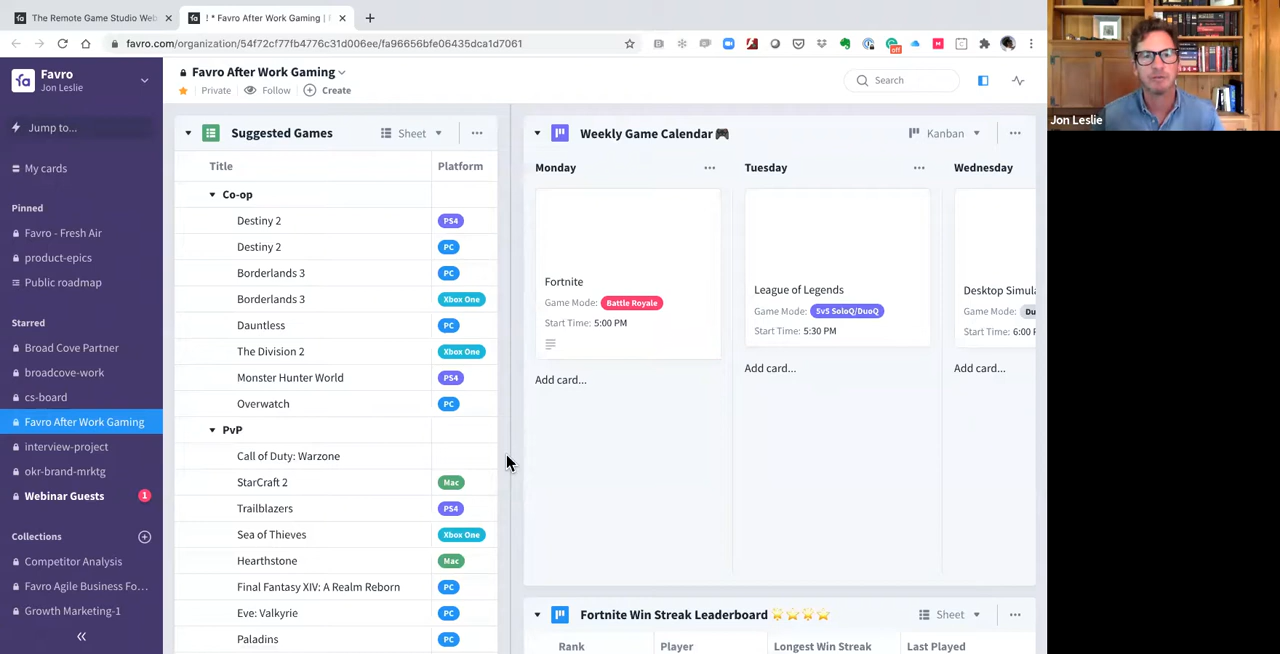 The Remote Game Studio Web
! * Favro After Work Gaming |
favro.com/organization/54f72cf77fb4776c31d006ee/fa96656bfe06435dca1d7061
off
Jon Leslie
Favro
Jon Leslie
Jump to...
My cards
Pinned
Favro - Fresh Air
product-epics
Public roadmap
Starred
Broad Cove Partner
broadcove-work
cs-board
Favro After Work Gaming
interview-project
okr-brand-mrktg
Webinar Guests 1
Collections
Competitor Analysis
Favro Agile Business Fo...
Growth Marketing-1
Favro After Work Gaming
Private Follow Create
Search
Suggested Games Sheet
Title Platform
Co-op
Destiny 2 PS4
Destiny 2 PC
Borderlands 3 PC
Borderlands 3 Xbox One
Dauntless PC
The Division 2 Xbox One
Monster Hunter World PS4
Overwatch PC
PvP
Call of Duty: Warzone
StarCraft 2 Mac
Trailblazers PS4
Sea of Thieves Xbox One
Hearthstone Mac
Final Fantasy XIV: A Realm Reborn PC
Eve: Valkyrie PC
Paladins PC
Weekly Game Calendar 🎮 Kanban
Monday
Fortnite
Game Mode: Battle Royale
Start Time: 5:00 PM
Add card...
Tuesday
League of Legends
Game Mode: 5v5 SoloQ/DuoQ
Start Time: 5:30 PM
Add card...
Wednesday
Desktop Simula
Game Mode: Du
Start Time: 6:00 P
Add card...
Fortnite Win Streak Leaderboard ⭐⭐⭐⭐ Sheet
Rank Player Longest Win Streak Last Played